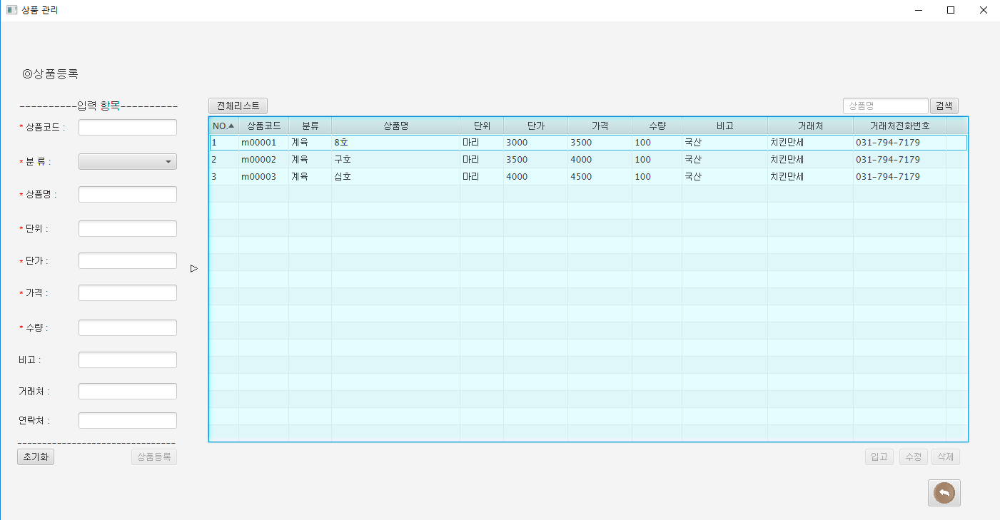 상품 관리
◎상품등록
----------입력 항목----------
* 상품코드 :
* 분 류 :
* 상품명 :
* 단위 :
* 단가 :
* 가격 :
* 수량 :
비고 :
거래처 :
연락처 :
--------------------------------
초기화 상품등록
▷
전체리스트 상품명 검색
NO.▲ 상품코드 분류 상품명 단위 단가 가격 수량 비고 거래처 거래처전화번호
1 m00001 계육 8호 마리 3000 3500 100 국산 치킨만세 031-794-7179
2 m00002 계육 구호 마리 3500 4000 100 국산 치킨만세 031-794-7179
3 m00003 계육 십호 마리 4000 4500 100 국산 치킨만세 031-794-7179
입고 수정 삭제